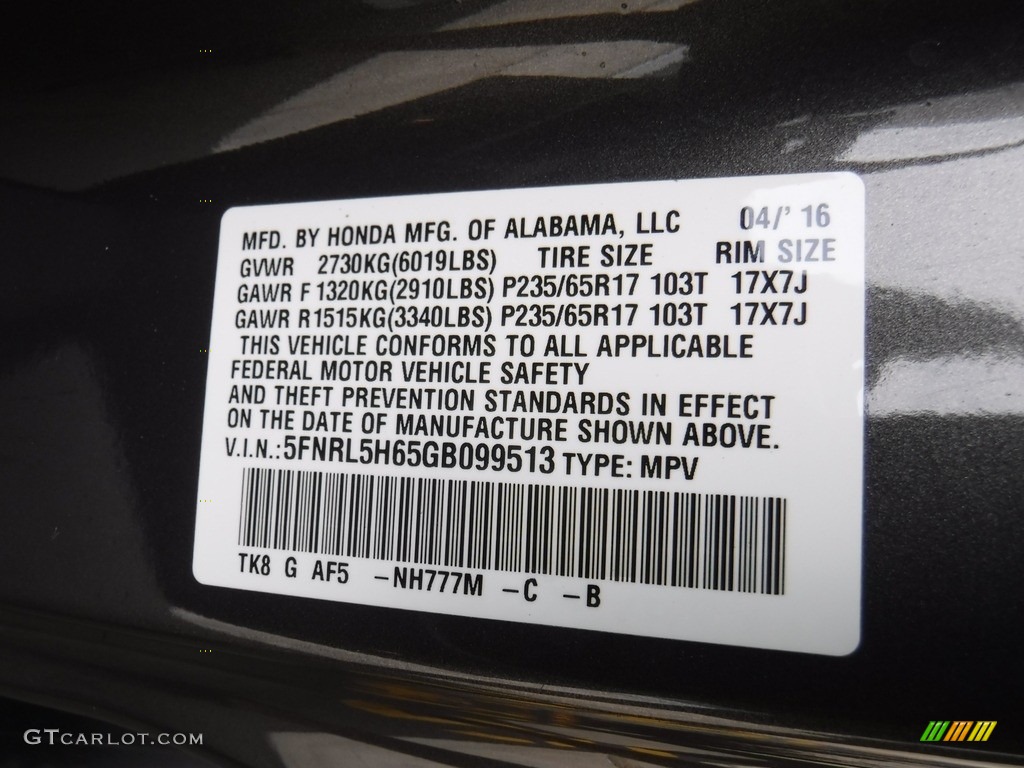 MFD. BY HONDA MFG. OF ALABAMA, LLC 04/' 16
GVWR 2730KG(6019LBS) TIRE SIZE RIM SIZE
GAWR F 1320KG(2910LBS) P235/65R17 103T 17X7J
GAWR R1515KG(3340LBS) P235/65R17 103T 17X7J
THIS VEHICLE CONFORMS TO ALL APPLICABLE
FEDERAL MOTOR VEHICLE SAFETY
AND THEFT PREVENTION STANDARDS IN EFFECT
ON THE DATE OF MANUFACTURE SHOWN ABOVE.
V.I.N.:5FNRL5H65GB099513 TYPE: MPV
TK8 G AF5 -NH777M -C -B
GTCARLOT.COM